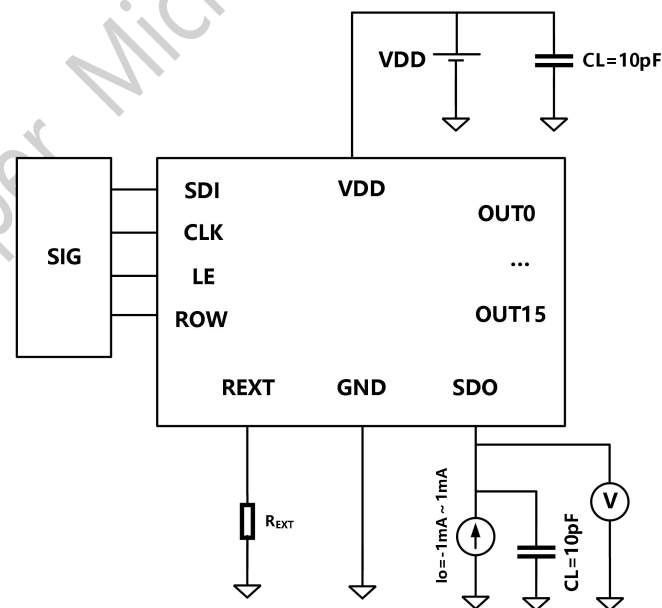 VDD
CL=10pF
SDI
VDD
OUT0
CLK
SIG
LE
...
ROW
OUT15
REXT
GND
SDO
REXT
Io=-1mA ~ 1mA
CL=10pF
V